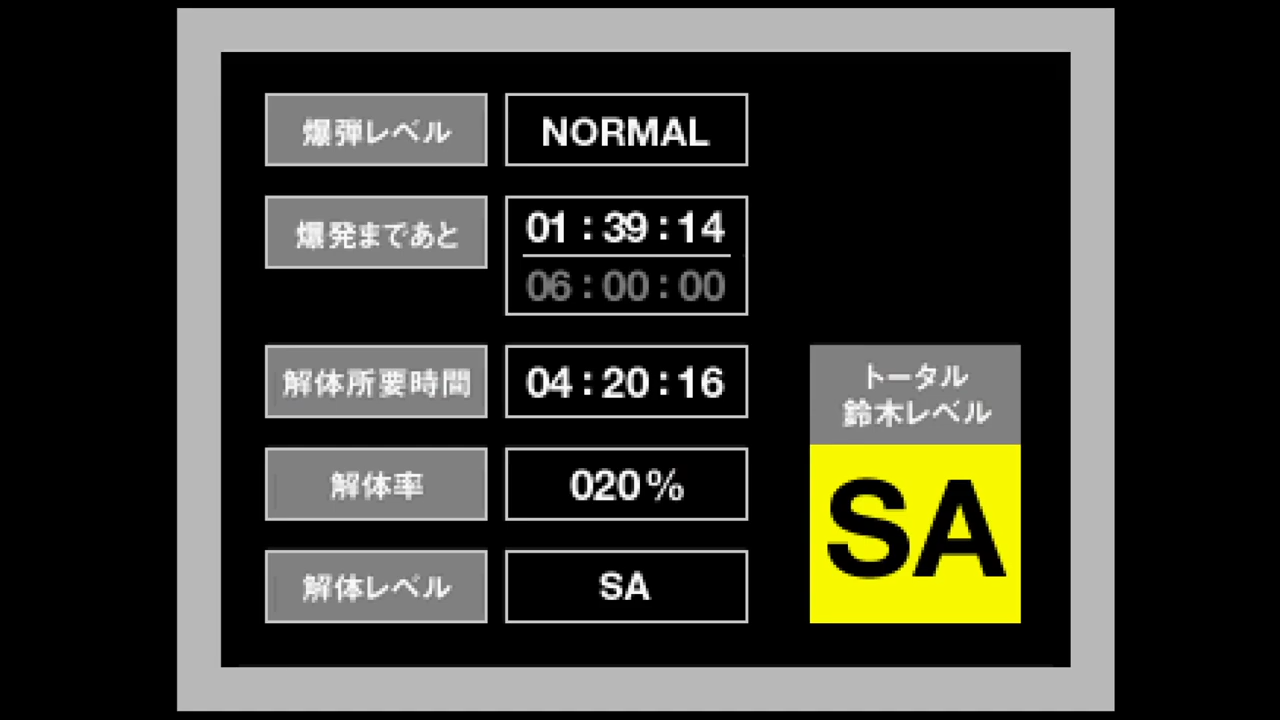 爆弾レベル
NORMAL
爆発まであと
01:39:14
06:00:00
解体所要時間
04:20:16
解体率
020%
解体レベル
SA
トータル
鈴木レベル
SA